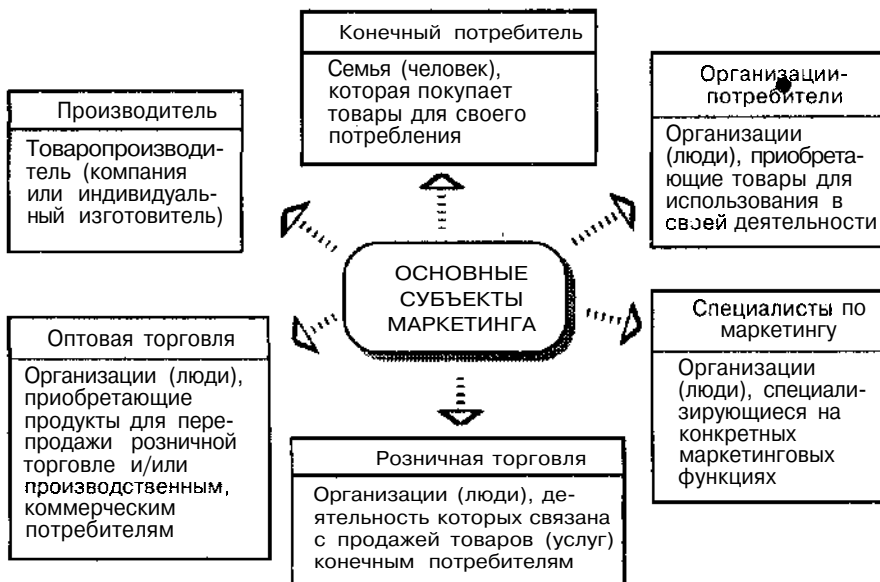 Конечный потребитель
Семья (человек),
которая покупает
товары для своего
потребления
Организации-
потребители
Организации
(люди), приобрета-
ющие товары для
использования в
своей деятельности
Производитель
Товаропроизводи-
тель (компания
или индивидуаль-
ный изготовитель)
ОСНОВНЫЕ
СУБЪЕКТЫ
МАРКЕТИНГА
Специалисты по
маркетингу
Организации
(люди), специали-
зирующиеся на
конкретных
маркетинговых
функциях
Оптовая торговля
Организации (люди),
приобретающие
продукты для пере-
продажи розничной
торговле и/или
производственным,
коммерческим
потребителям
Розничная торговля
Организации (люди), де-
ятельность которых связана
с продажей товаров (услуг)
конечным потребителям